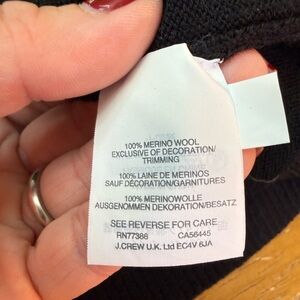 100% MERINO WOOL
EXCLUSIVE OF DECORATION/
TRIMMING
100% LAINE DE MERINOS
SAUF DÉCORATION/GARNITURES
100% MERINOWOLLE
AUSGENOMMEN DEKORATION/BESATZ
SEE REVERSE FOR CARE
RN77388 CA56445
J.CREW U.K. Ltd EC4V 6JA